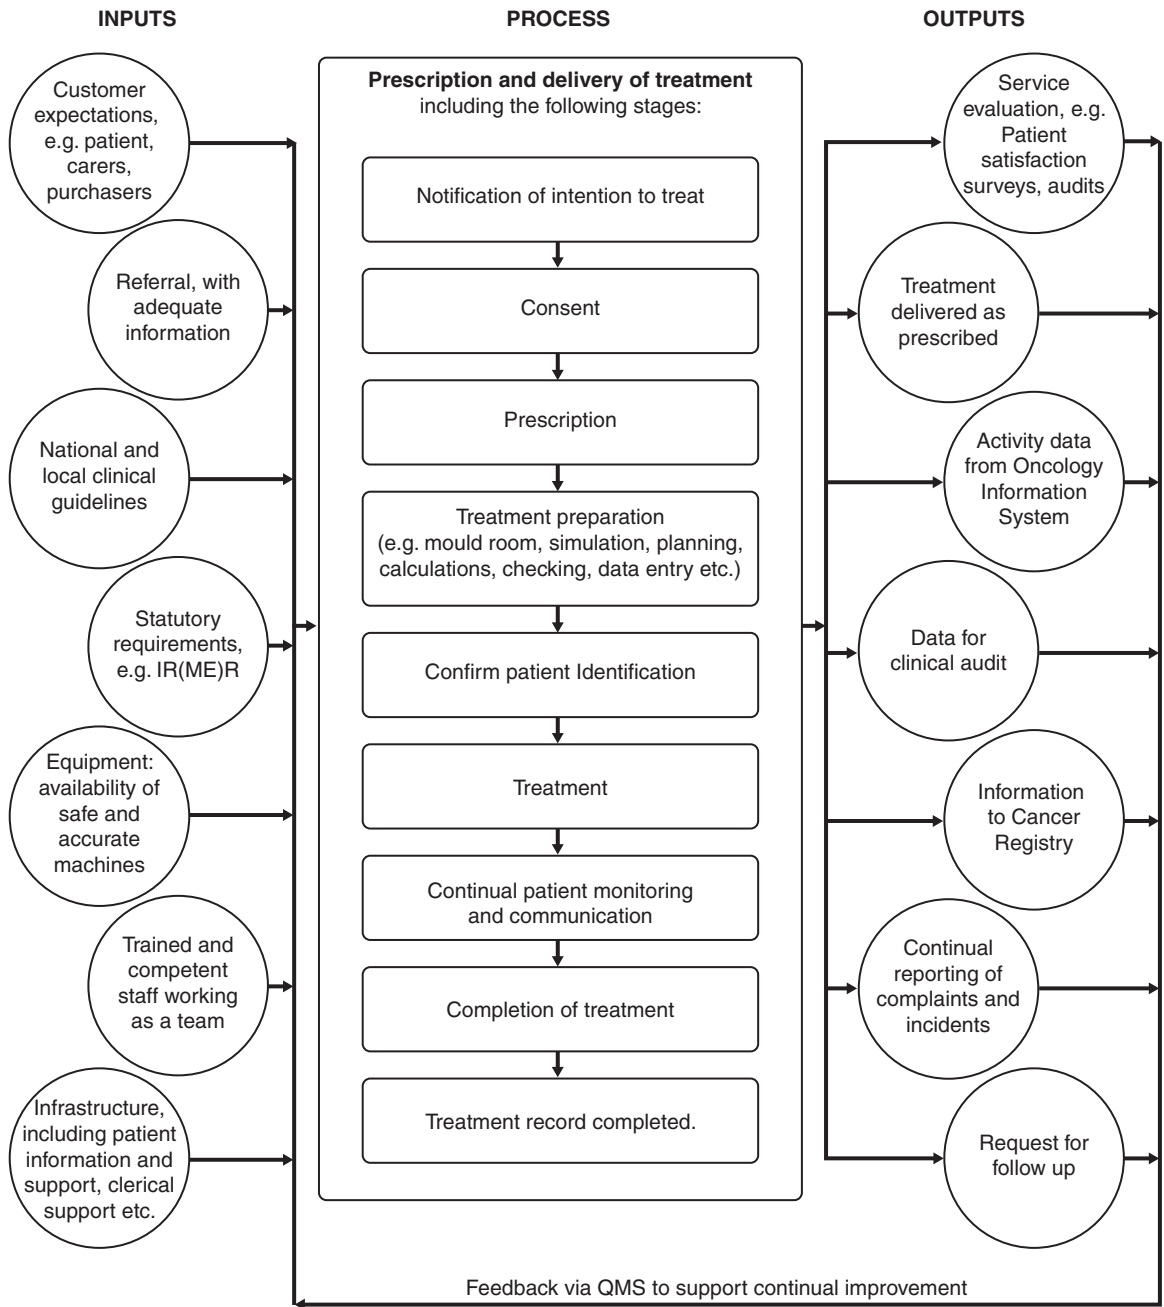 INPUTS
PROCESS
OUTPUTS
Customer
expectations,
e.g. patient,
carers,
purchasers
Referral, with
adequate
information
National and
local clinical
guidelines
Statutory
requirements,
e.g. IR(ME)R
Equipment:
availability of
safe and
accurate
machines
Trained and
competent
staff working
as a team
Infrastructure,
including patient
information and
support, clerical
support etc.
Prescription and delivery of treatment
including the following stages:
Notification of intention to treat
Consent
Prescription
Treatment preparation
(e.g. mould room, simulation, planning,
calculations, checking, data entry etc.)
Confirm patient Identification
Treatment
Continual patient monitoring
and communication
Completion of treatment
Treatment record completed.
Service
evaluation, e.g.
Patient
satisfaction
surveys, audits
Treatment
delivered as
prescribed
Activity data
from Oncology
Information
System
Data for
clinical audit
Information
to Cancer
Registry
Continual
reporting of
complaints and
incidents
Request for
follow up
Feedback via QMS to support continual improvement